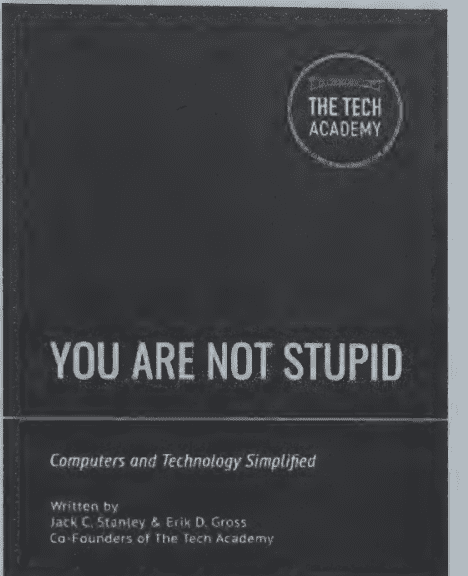 THE TECH
ACADEMY
YOU ARE NOT STUPID
Computers and Technology Simplified
Written by
Jack C. Stanley & Erik D. Gross
Co-Founders of The Tech Academy